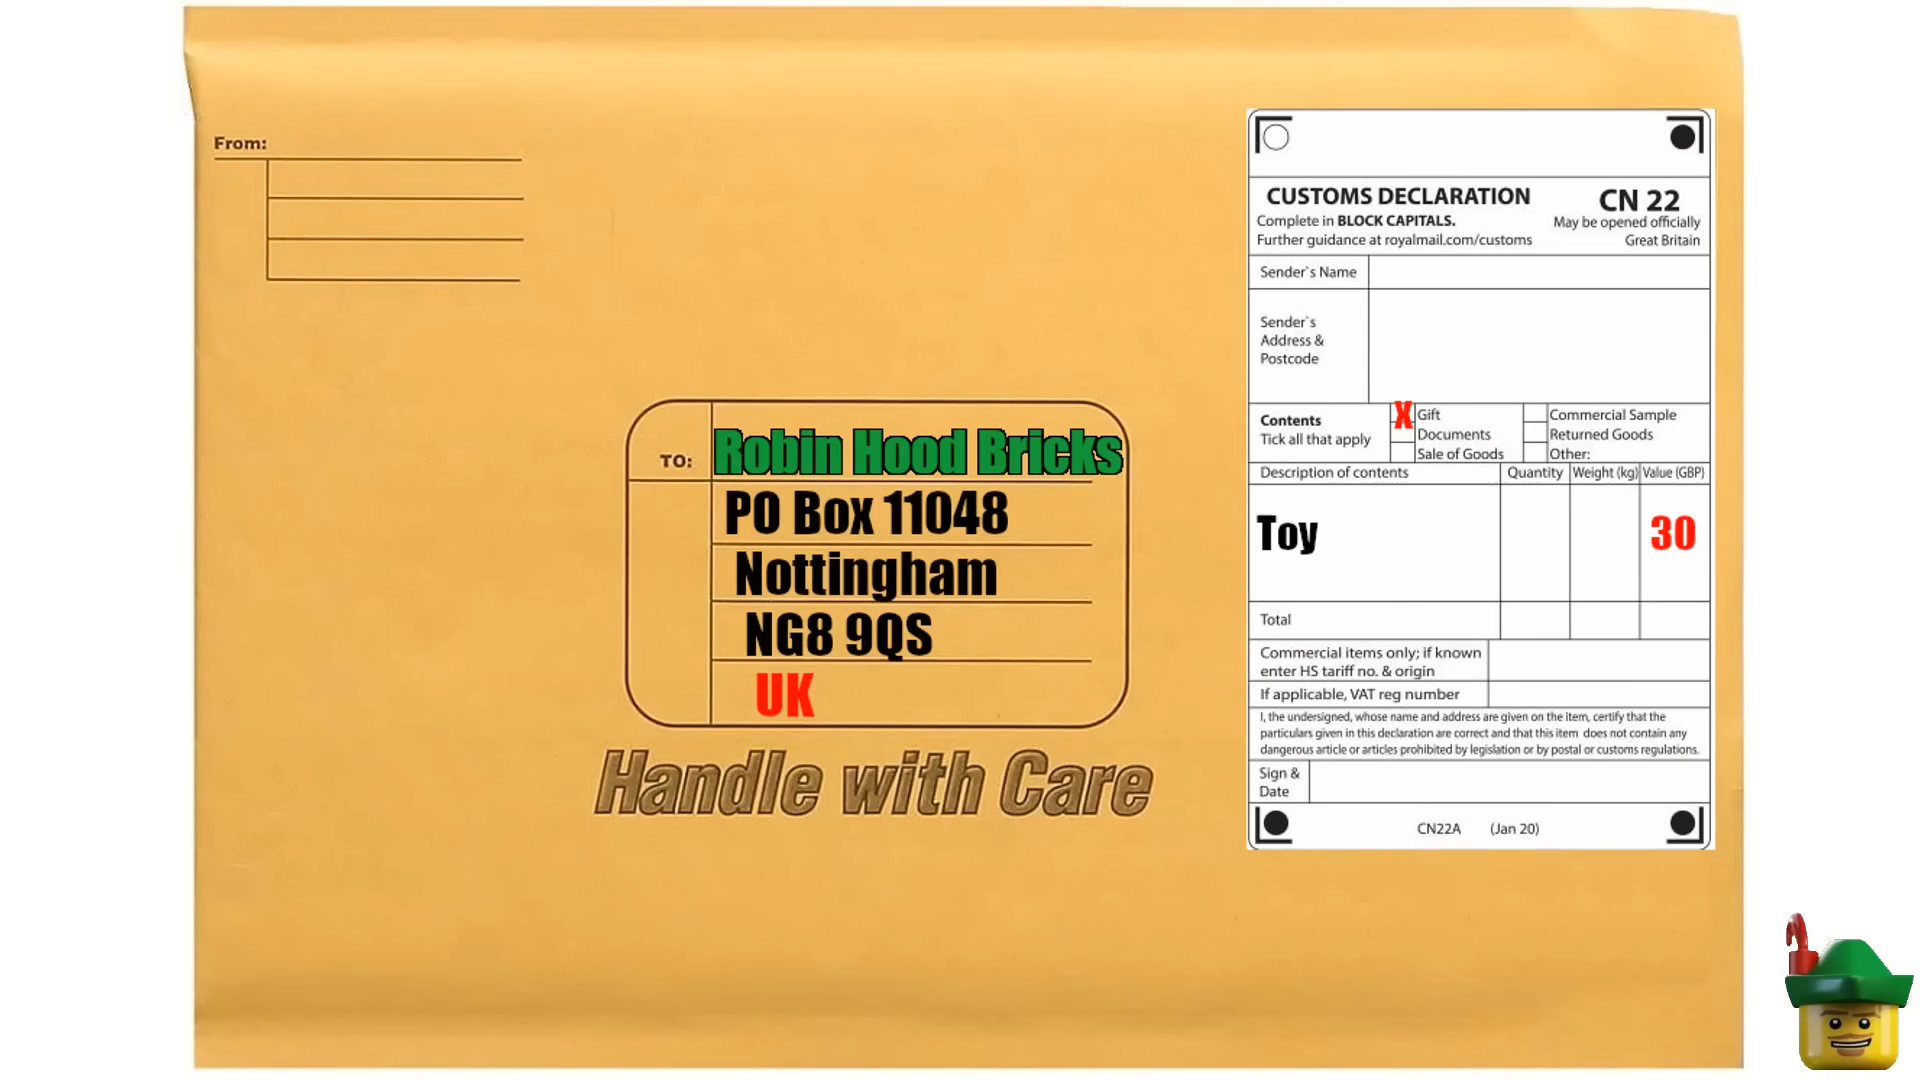 From:
TO: Robin Hood Bricks
PO Box 11048
Nottingham
NG8 9QS
UK
Handle with Care
CUSTOMS DECLARATION CN 22
Complete in BLOCK CAPITALS. May be opened officially
Further guidance at royalmail.com/customs Great Britain
Sender`s Name
Sender`s
Address &
Postcode
Contents
Tick all that apply
X Gift
Documents
Sale of Goods
Commercial Sample
Returned Goods
Other:
Description of contents Quantity Weight (kg) Value (GBP)
Toy 30
Total
Commercial items only; if known
enter HS tariff no. & origin
If applicable, VAT reg number
I, the undersigned, whose name and address are given on the item, certify that the
particulars given in this declaration are correct and that this item does not contain any
dangerous article or articles prohibited by legislation or by postal or customs regulations.
Sign &
Date
CN22A (Jan 20)